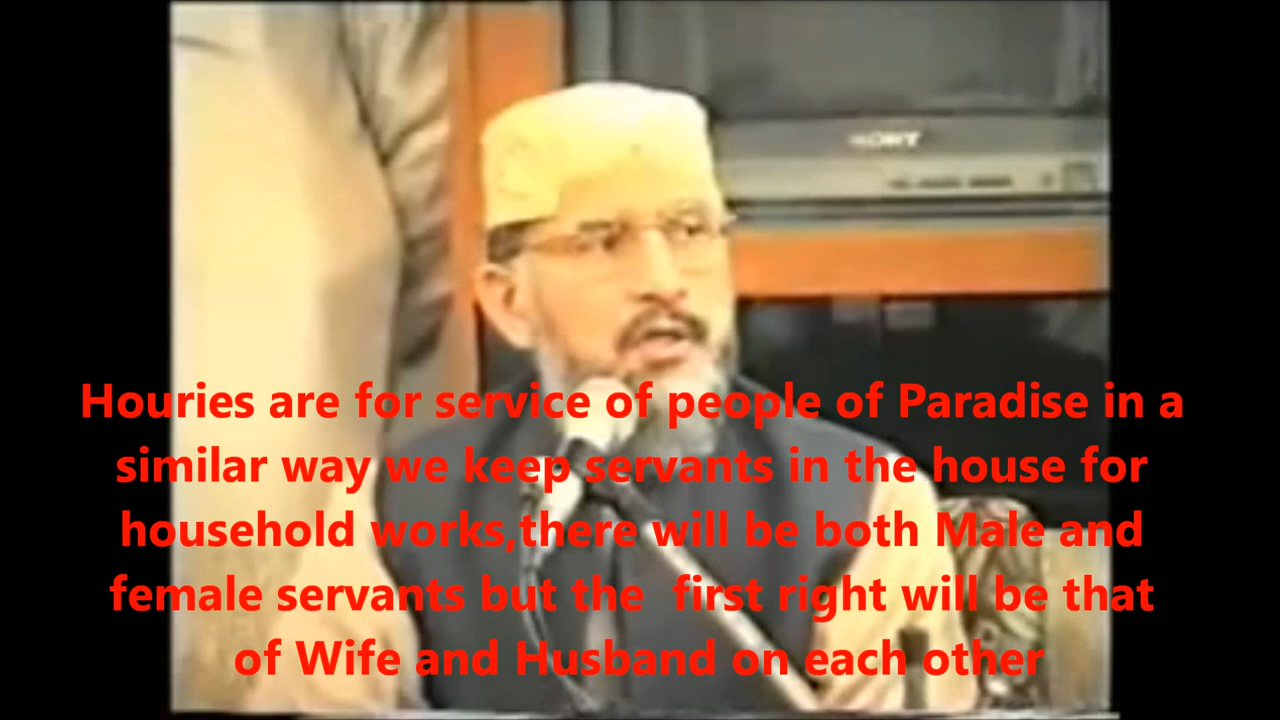 SONY
Houries are for service of people of Paradise in a
similar way we keep servants in the house for
household works,there will be both Male and
female servants but the  first right will be that
of Wife and Husband on each other